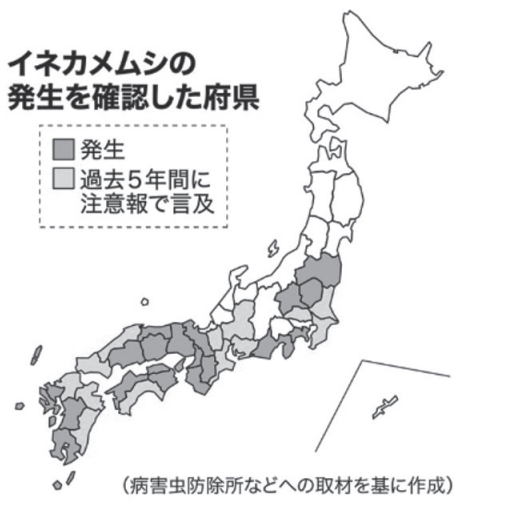 イネカメムシの
発生を確認した府県
発生
過去5年間に
注意報で言及
（病害虫防除所などへの取材を基に作成）